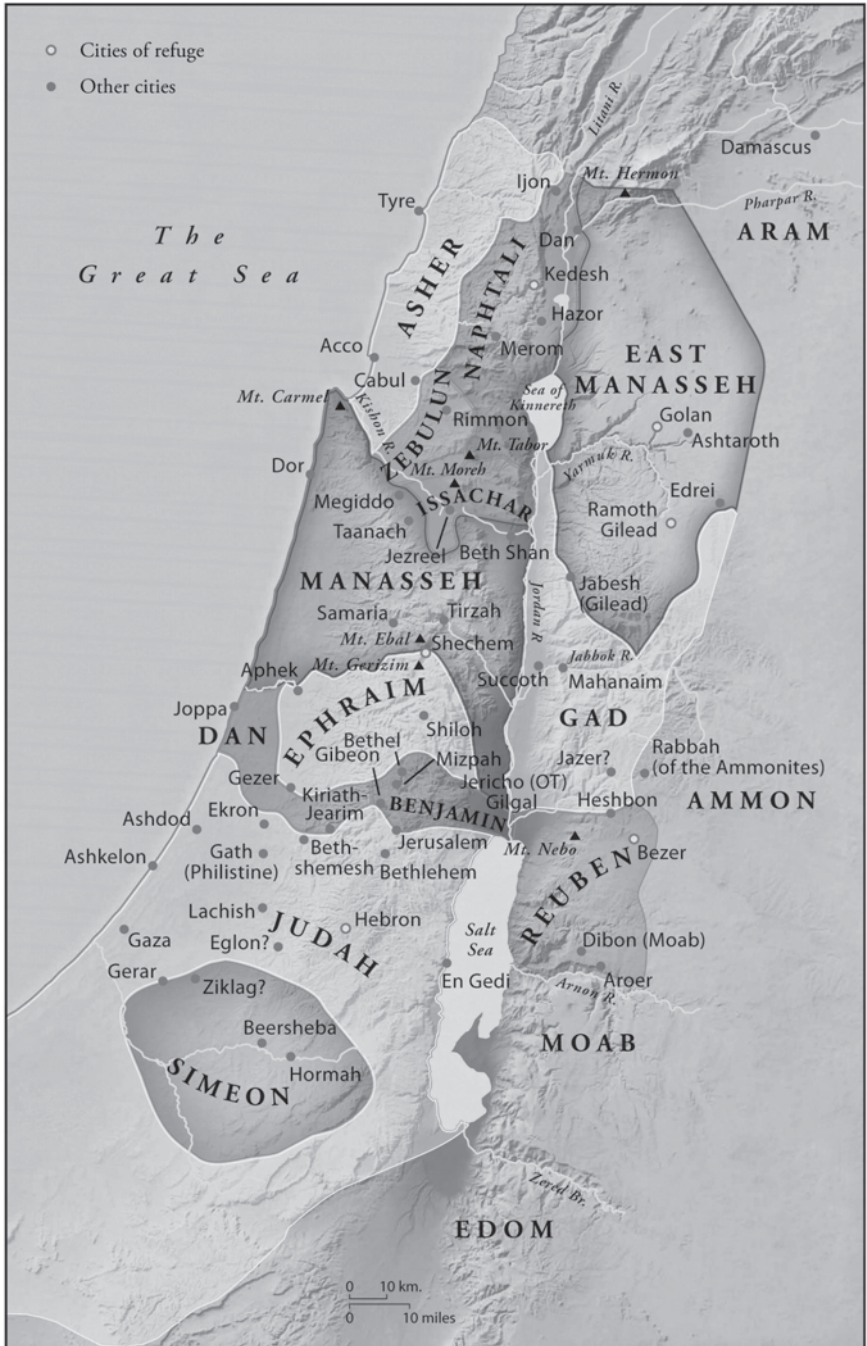 Cities of refuge
Other cities
Litani R.
Damascus
Mt. Hermon
Ijon
Pharpar R.
Tyre
ARAM
The
Great Sea
Dan
ASHER
NAPHTALI
Kedesh
Hazor
Merom
EAST
MANASSEH
Acco
Cabul
Mt. Carmel
Kishon R.
ZEBULUN
Sea of
Kinnereth
Rimmon
Golan
Ashtaroth
Mt. Tabor
Yarmuk R.
Dor
Mt. Moreh
Megiddo
ISSACHAR
Edrei
Ramoth
Gilead
Taanach
Jezreel
Beth Shan
MANASSEH
Jordan R
Jabesh
(Gilead)
Samaria
Tirzah
Mt. Ebal
Shechem
Mt. Gerizim
Jabbok R.
Aphek
Succoth
Mahanaim
Joppa
DAN
EPHRAIM
GAD
Shiloh
Bethel
Gibeon
Mizpah
Jazer?
Rabbah
(of the Ammonites)
Gezer
Jericho (OT)
Gilgal
Kiriath-
Jearim
BENJAMIN
Heshbon
AMMON
Ekron
Ashdod
Jerusalem
Mt. Nebo
Bezer
Ashkelon
Gath
(Philistine)
Beth-
shemesh
Bethlehem
REUBEN
Lachish
JUDAH
Hebron
Salt
Sea
Gaza
Eglon?
Dibon (Moab)
Gerar
Ziklag?
En Gedi
Aroer
Arnon R.
Beersheba
MOAB
SIMEON
Hormah
Zered Br.
EDOM
0 10 km.
0 10 miles